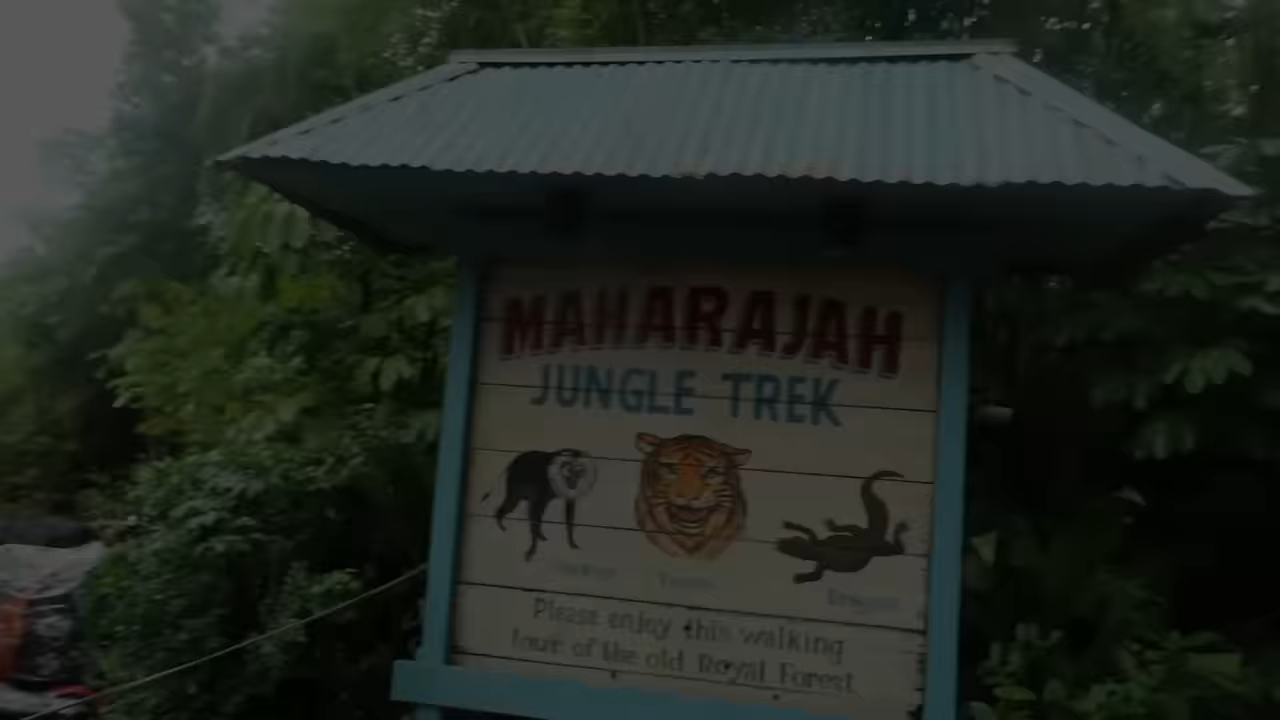 MAHARAJAH
JUNGLE TREK
Please enjoy this walking
tour of the old Royal Forest